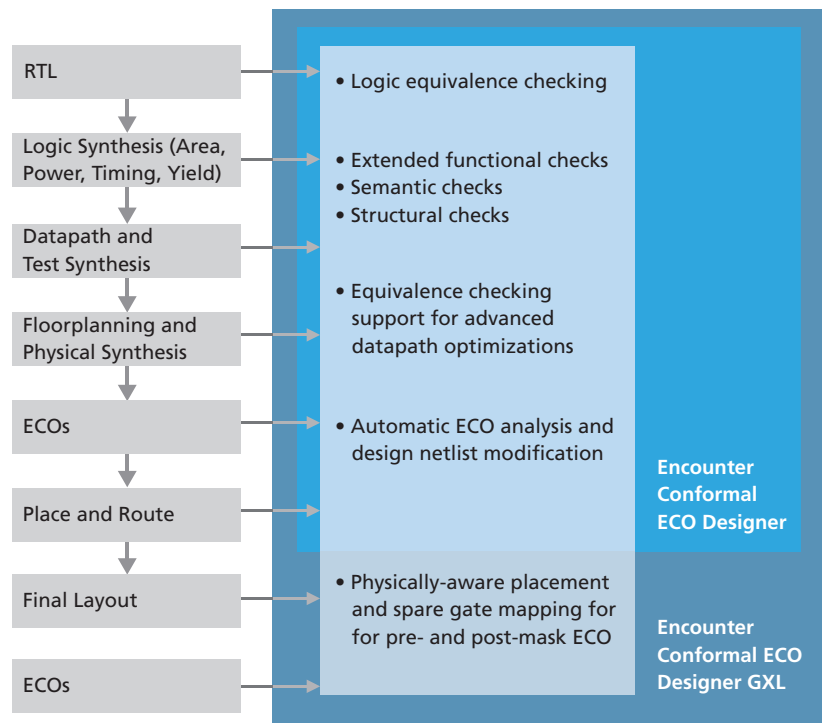 RTL
Logic Synthesis (Area,
Power, Timing, Yield)
Datapath and
Test Synthesis
Floorplanning and
Physical Synthesis
ECOs
Place and Route
Final Layout
ECOs
• Logic equivalence checking
• Extended functional checks
• Semantic checks
• Structural checks
• Equivalence checking
support for advanced
datapath optimizations
• Automatic ECO analysis and
design netlist modification
• Physically-aware placement
and spare gate mapping for
for pre- and post-mask ECO
Encounter
Conformal
ECO Designer
Encounter
Conformal ECO
Designer GXL